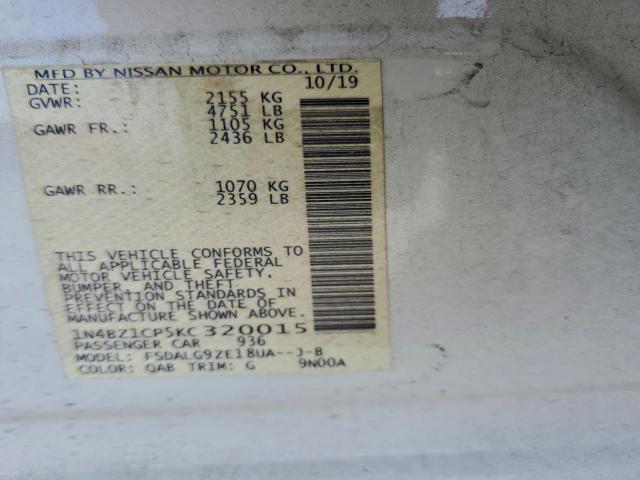 MFD BY NISSAN MOTOR CO., LTD.
DATE: 10/19
GVWR: 2155 KG
4751 LB
GAWR FR.: 1105 KG
2436 LB
GAWR RR.: 1070 KG
2359 LB
THIS VEHICLE CONFORMS TO
ALL APPLICABLE FEDERAL
MOTOR VEHICLE SAFETY,
BUMPER, AND THEFT
PREVENTION STANDARDS IN
EFFECT ON THE DATE OF
MANUFACTURE SHOWN ABOVE.
1N4BZ1CP5KC320015
PASSENGER CAR 936
MODEL: FSDALG9ZE18UA--J-B
COLOR: QAB TRIM: G 9N00A